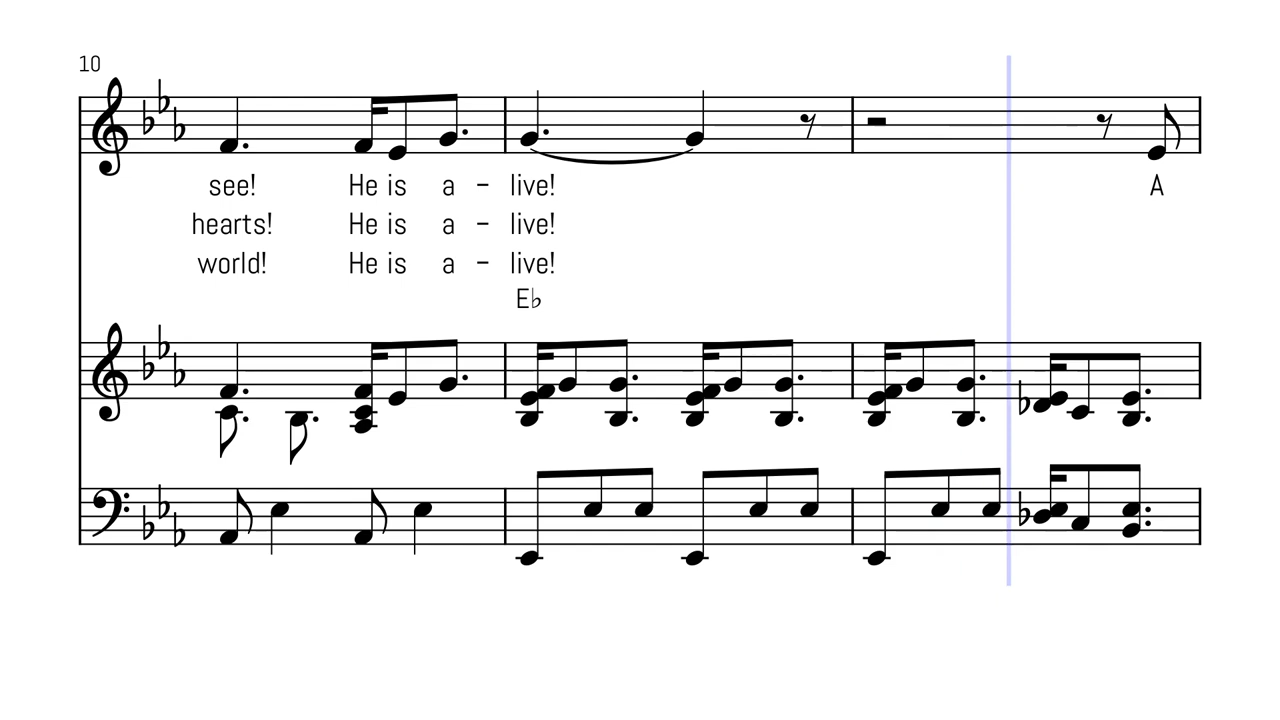 10
see! He is a - live! A
hearts! He is a - live!
world! He is a - live!
E♭